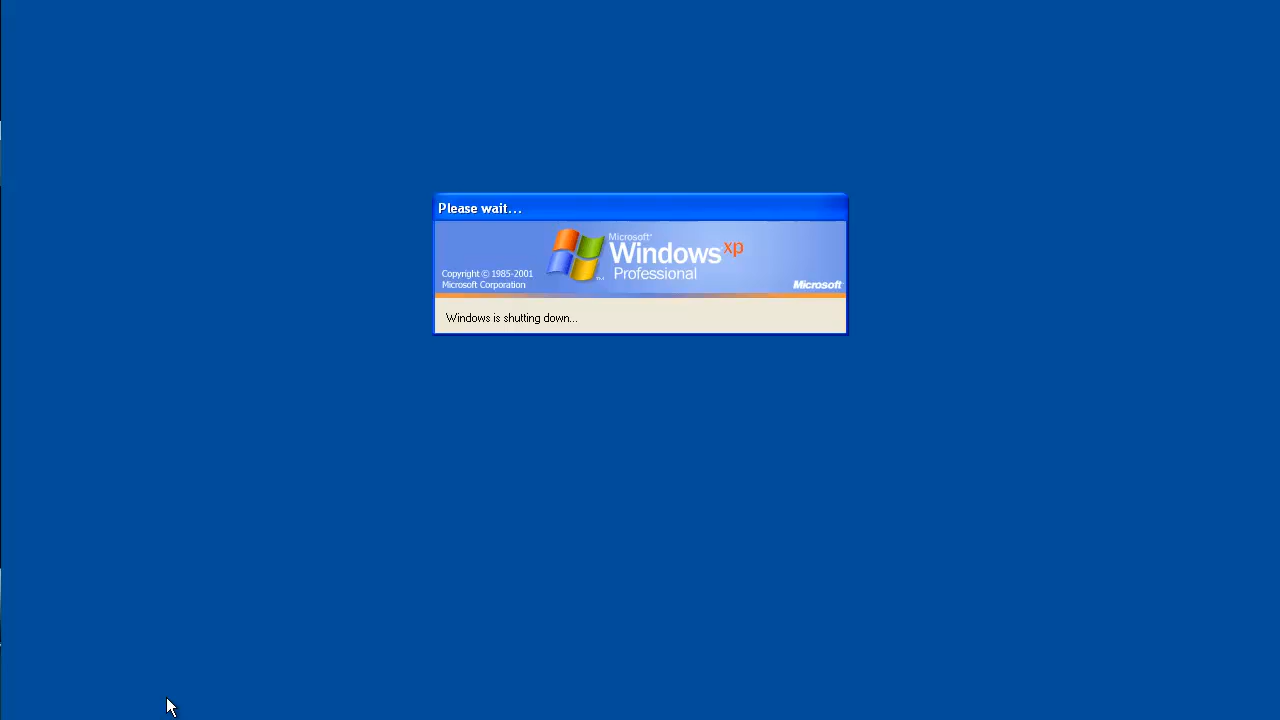 Please wait...
Microsoft®
Windows xp
Professional
Copyright © 1985-2001
Microsoft Corporation
Microsoft
Windows is shutting down...